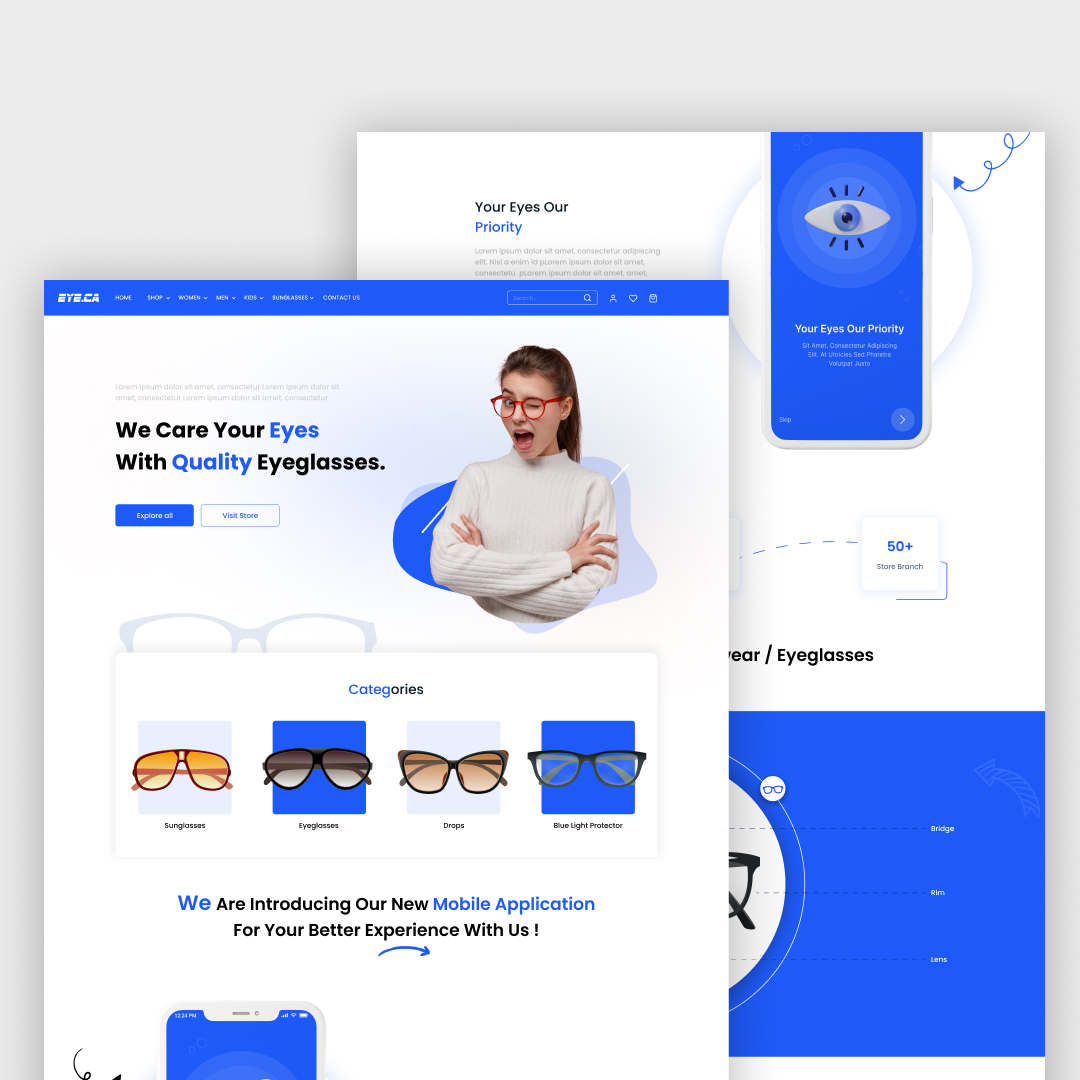 Your Eyes Our
Priority
Lorem ipsum dolor sit amet, consectetur adipiscing
elit. Nisl a enim id pLorem ipsum dolor sit amet,
consectetu pLorem ipsum dolor sit amet, amet,
Your Eyes Our Priority
Sit Amet, Consectetur Adipiscing
Elit. At Ultricies Sed Pharetra
Volutpat Justo
Skip
50+
Store Branch
wear / Eyeglasses
Bridge
Rim
Lens
EYE.CA HOME SHOP WOMEN MEN KIDS SUNGLASSES CONTACT US Search...
Lorem ipsum dolor sit amet, consectetur Lorem ipsum dolor sit
amet, consectetur Lorem ipsum dolor sit amet, consectetur
We Care Your Eyes
With Quality Eyeglasses.
Explore all Visit Store
Categories
Sunglasses Eyeglasses Drops Blue Light Protector
We Are Introducing Our New Mobile Application
For Your Better Experience With Us !
12:24 PM